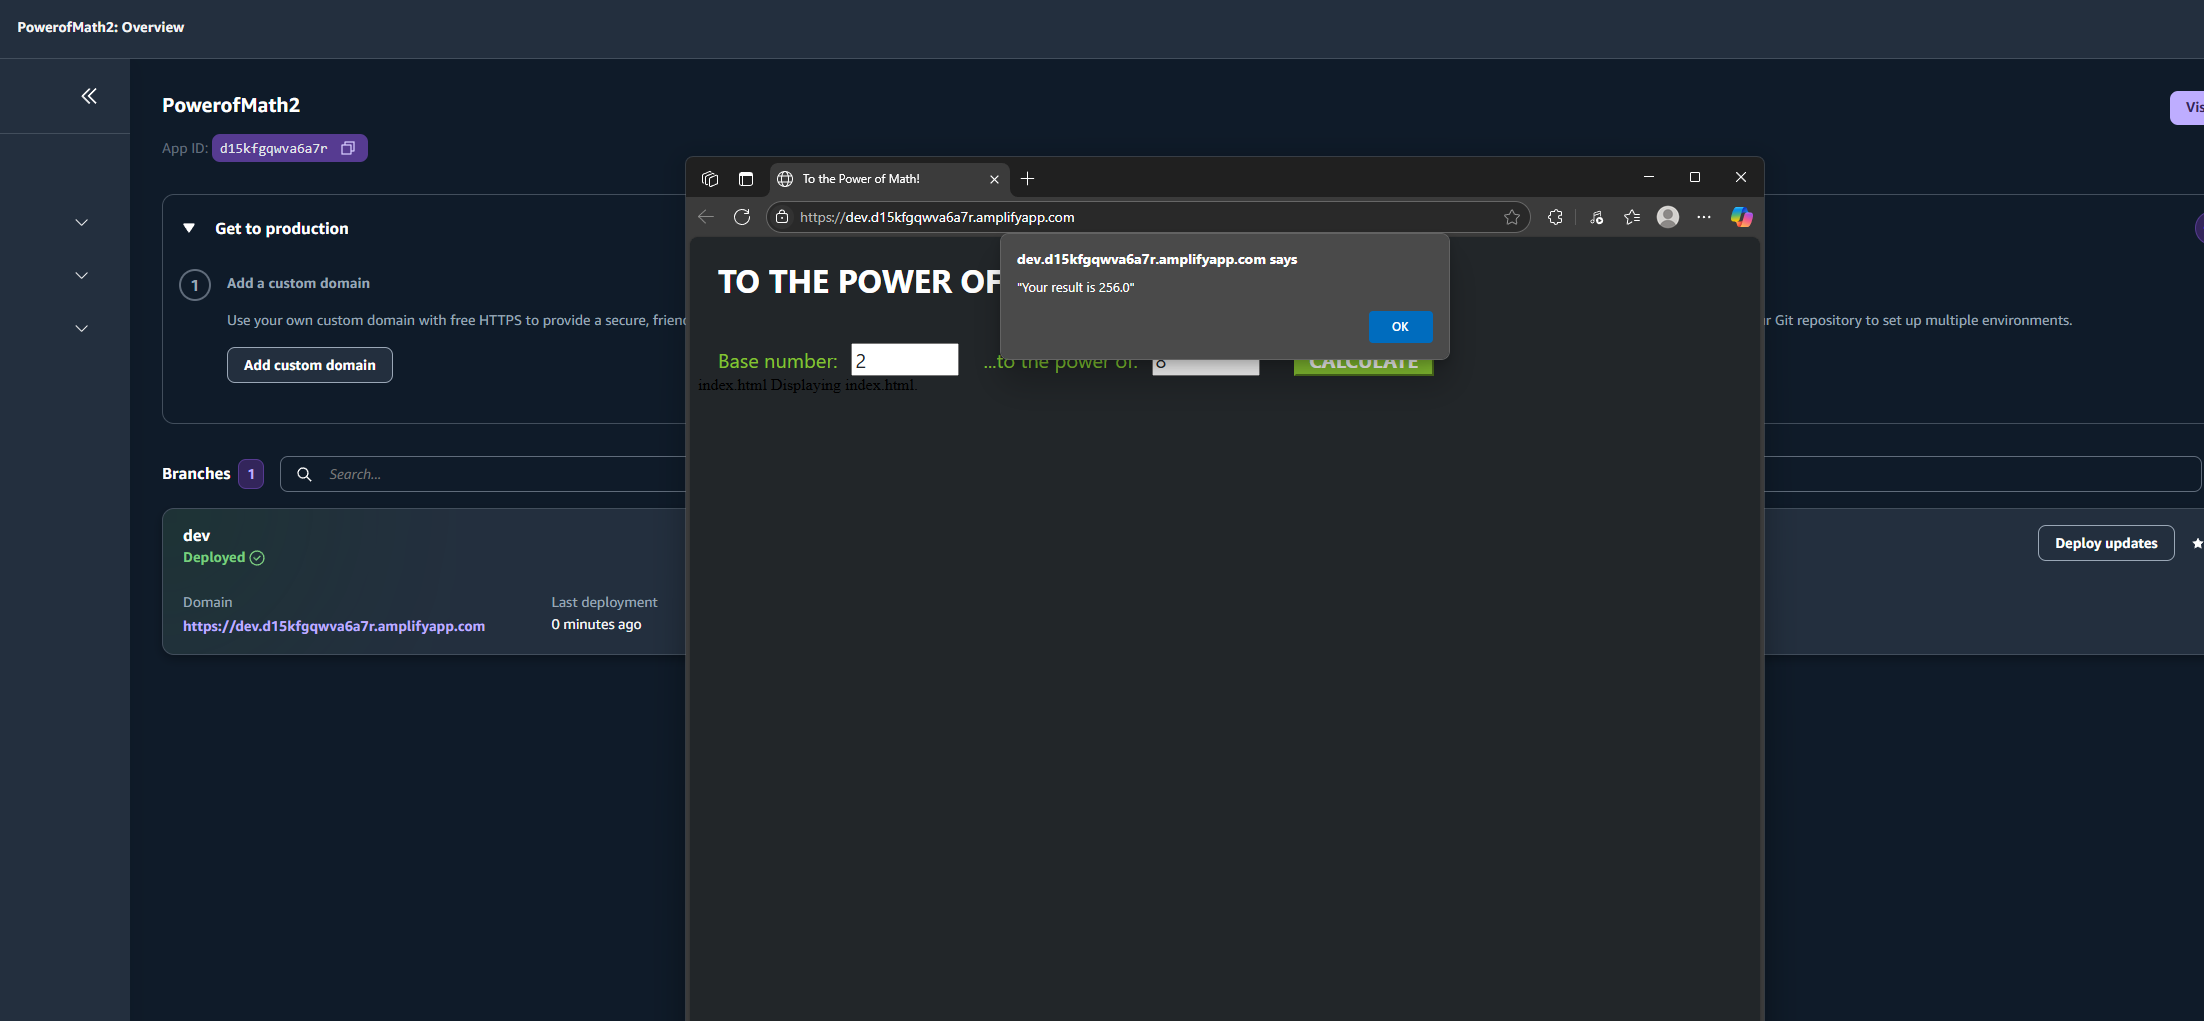 PowerofMath2: Overview
PowerofMath2
Vis
App ID: d15kfgqwva6a7r
Get to production
1
Add a custom domain
Use your own custom domain with free HTTPS to provide a secure, friend
Add custom domain
r Git repository to set up multiple environments.
Branches 1
Search...
dev
Deployed
Deploy updates
Domain
https://dev.d15kfgqwva6a7r.amplifyapp.com
Last deployment
0 minutes ago
To the Power of Math!
https://dev.d15kfgqwva6a7r.amplifyapp.com
dev.d15kfgqwva6a7r.amplifyapp.com says
"Your result is 256.0"
OK
TO THE POWER OF
Base number: 2 ...to the power of: 8 CALCULATE
index.html Displaying index.html.